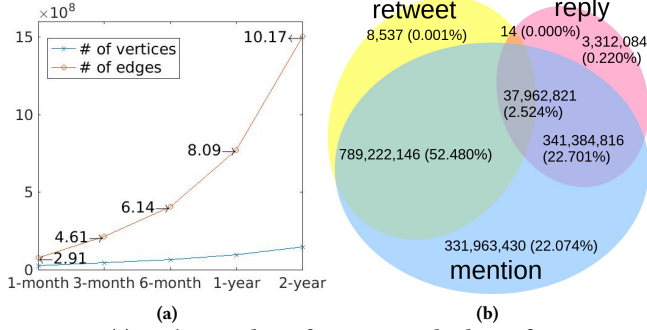 ×10⁸
15
10
5
0
# of vertices
# of edges
10.17
8.09
6.14
4.61
2.91
1-month 3-month 6-month 1-year 2-year
(a)
retweet
reply
8,537 (0.001%)
14 (0.000%)
3,312,084
(0.220%)
37,962,821
(2.524%)
341,384,816
(22.701%)
789,222,146 (52.480%)
331,963,430 (22.074%)
mention
(b)